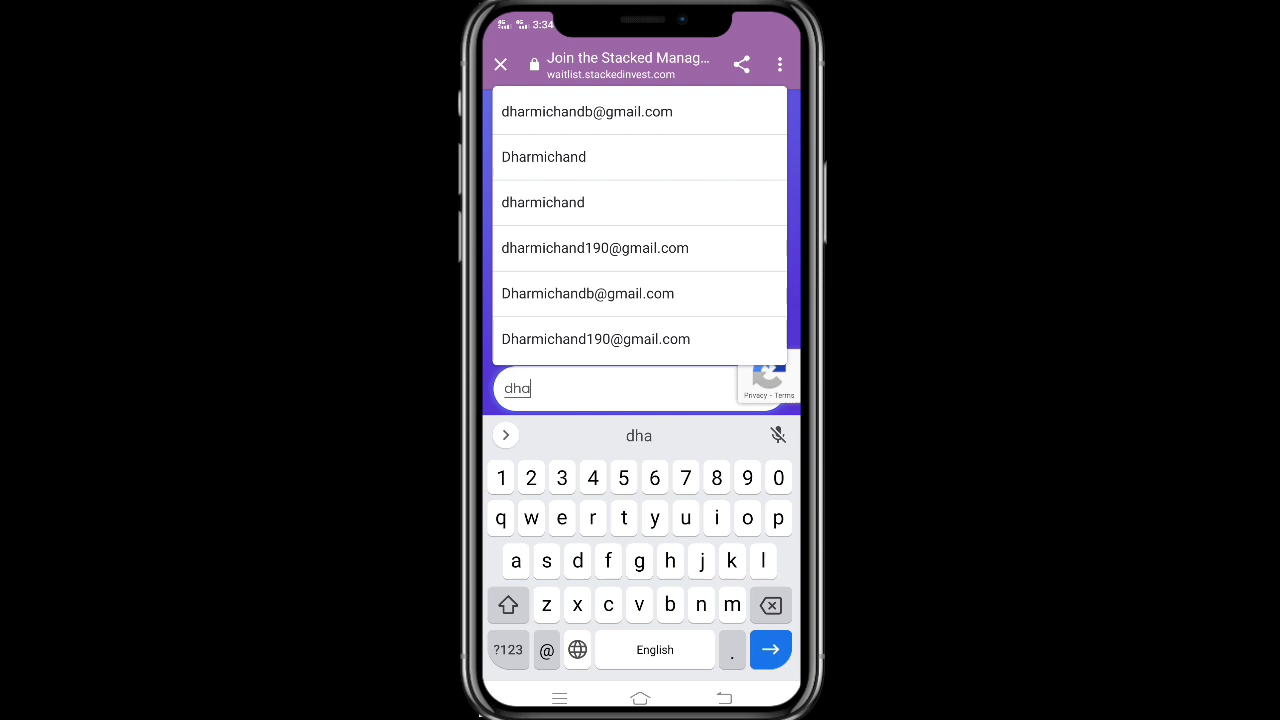 3:34
Join the Stacked Manag...
waitlist.stackedinvest.com
dharmichandb@gmail.com
Dharmichand
dharmichand
dharmichand190@gmail.com
Dharmichandb@gmail.com
Dharmichand190@gmail.com
dha
Privacy - Terms
dha
1 2 3 4 5 6 7 8 9 0
q w e r t y u i o p
a s d f g h j k l
z x c v b n m
?123 @ English .